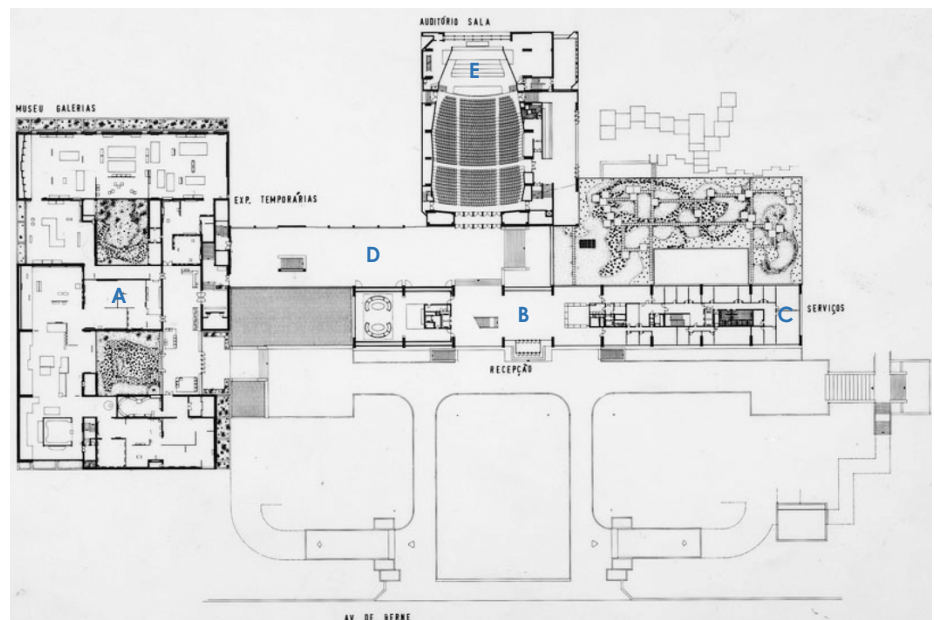 AUDITÓRIO SALA
E
MUSEU GALERIAS
EXP. TEMPORÁRIAS
D
A
B
C
SERVIÇOS
RECEPÇÃO
AV. DE BERNE